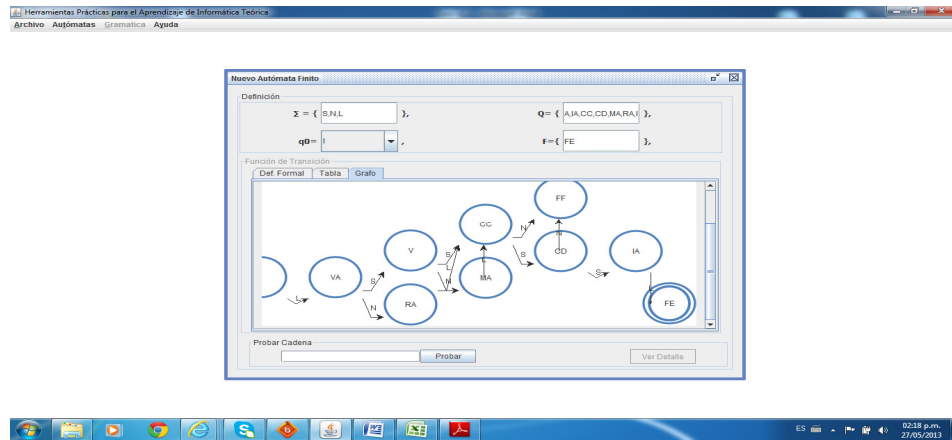 Herramientas Prácticas para el Aprendizaje de Informática Teórica
Archivo Autómatas Gramatica Ayuda
Nuevo Autómata Finito
Definición
Σ = { S,N,L }, Q= { A,IA,CC,CD,MA,RA,I },
q0= I , F={ FE },
Función de Transición
Def. Formal Tabla Grafo
FF
CC N
V S N CD IA
VA S L L S S
L N N MA L
RA FE
Probar Cadena
Probar Ver Detalle
ES 02:18 p.m.
27/05/2013